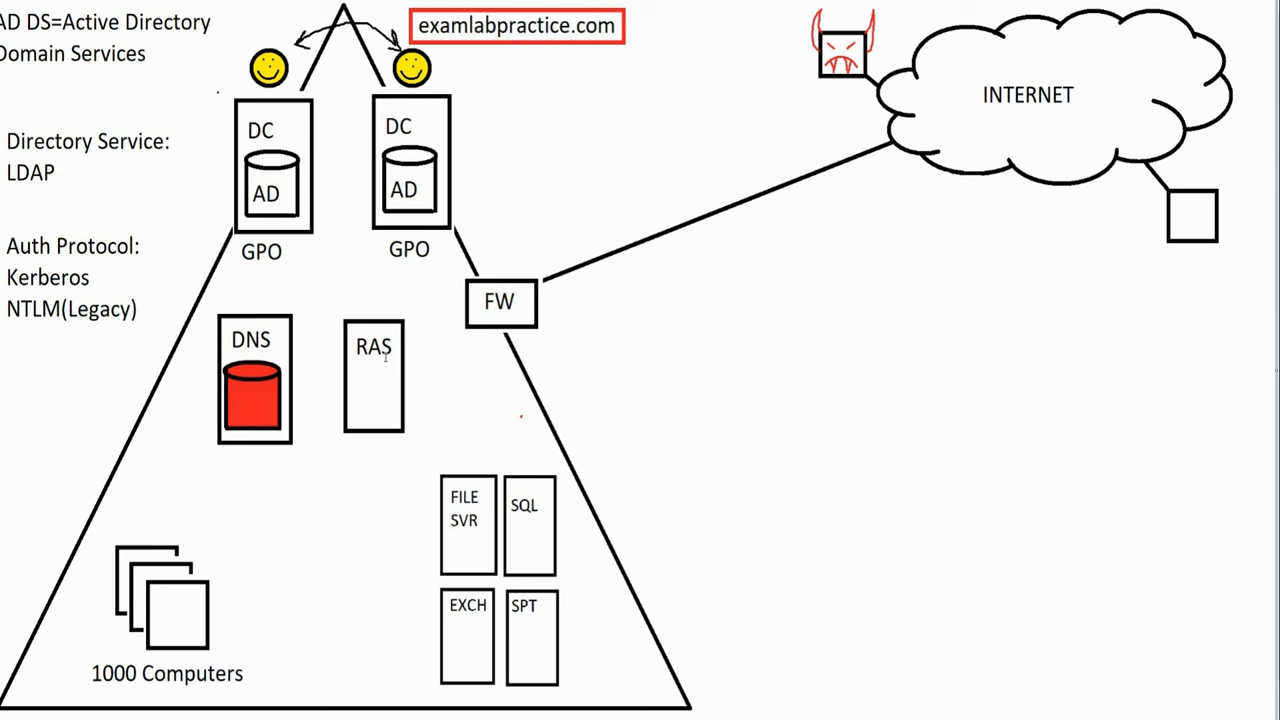 AD DS=Active Directory
Domain Services
examlabpractice.com
INTERNET
DC
AD
GPO
DC
AD
GPO
Directory Service:
LDAP
Auth Protocol:
Kerberos
NTLM(Legacy)
FW
DNS
RAS
FILE
SVR
SQL
EXCH
SPT
1000 Computers